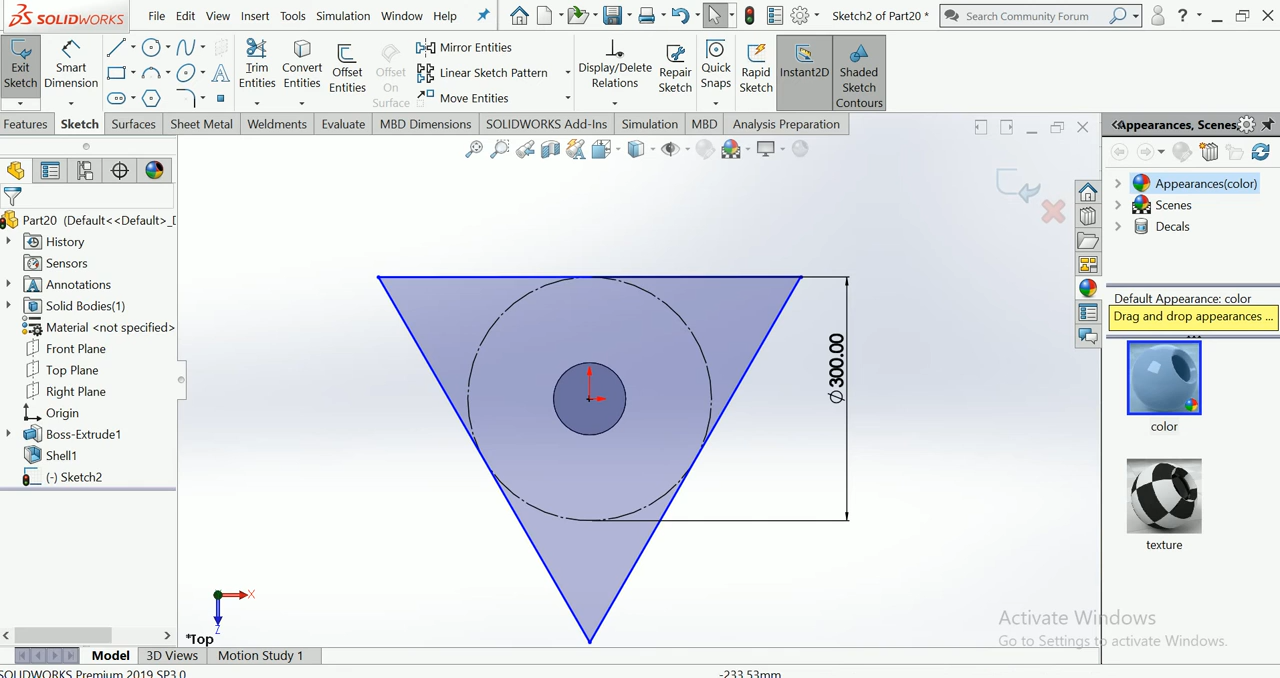 SOLIDWORKS
File Edit View Insert Tools Simulation Window Help
Sketch2 of Part20 *
Search Community Forum
?
Exit Sketch
Smart Dimension
Trim Entities
Convert Entities
Offset Entities
Offset On Surface
Mirror Entities
Linear Sketch Pattern
Move Entities
Display/Delete Relations
Repair Sketch
Quick Snaps
Rapid Sketch
Instant2D
Shaded Sketch Contours
Features Sketch Surfaces Sheet Metal Weldments Evaluate MBD Dimensions SOLIDWORKS Add-Ins Simulation MBD Analysis Preparation
Appearances, Scenes,
Part20 (Default<<Default>_D
History
Sensors
Annotations
Solid Bodies(1)
Material <not specified>
Front Plane
Top Plane
Right Plane
Origin
Boss-Extrude1
Shell1
(-) Sketch2
∅300.00
X
Z
*Top
Appearances(color)
Scenes
Decals
Default Appearance: color
Drag and drop appearances ...
color
texture
Activate Windows
Go to Settings to activate Windows.
Model 3D Views Motion Study 1
SOLIDWORKS Premium 2019 SP3.0
-233.53mm